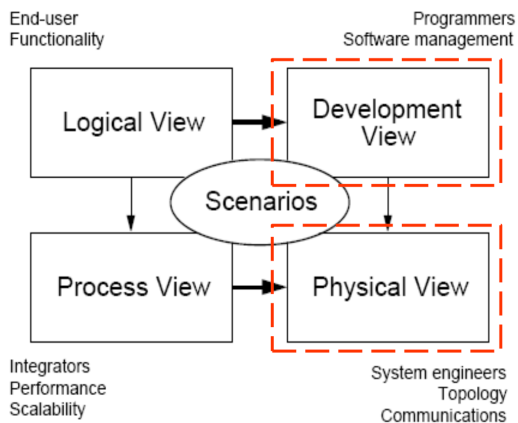 End-user
Functionality
Programmers
Software management
Logical View
Development
View
Scenarios
Process View
Physical View
Integrators
Performance
Scalability
System engineers
Topology
Communications